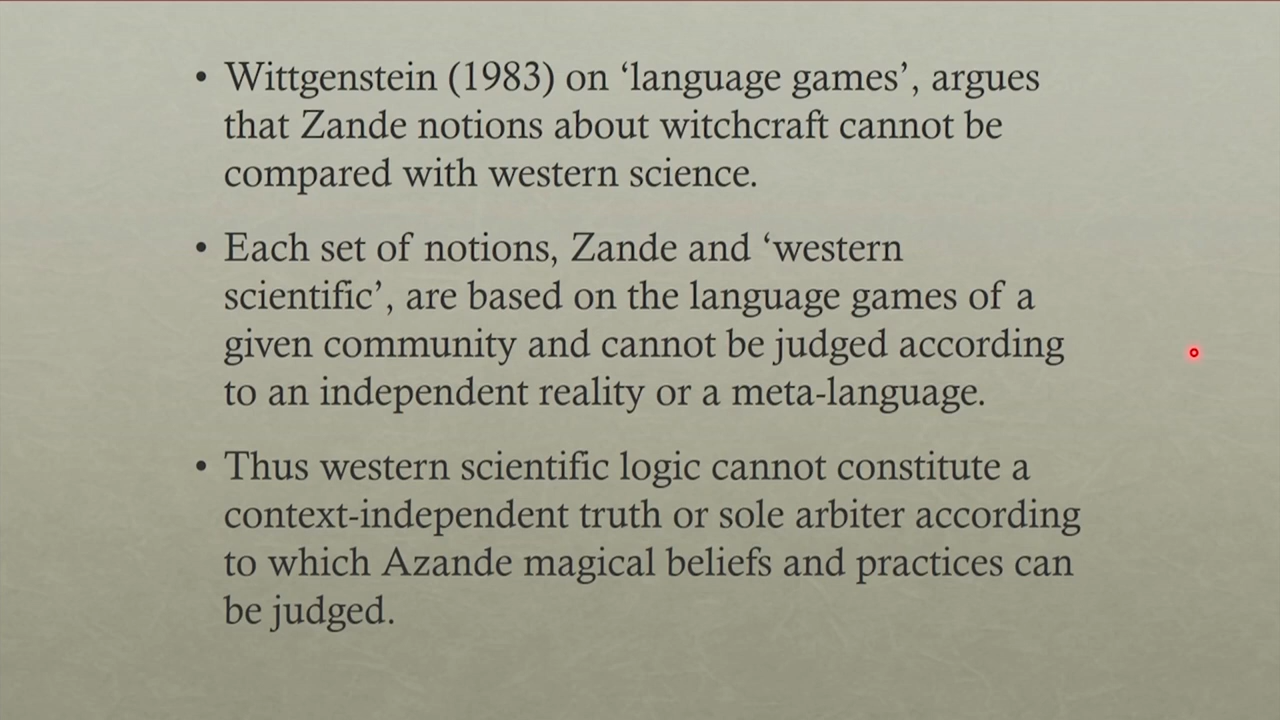 • Wittgenstein (1983) on ‘language games’, argues
that Zande notions about witchcraft cannot be
compared with western science.
• Each set of notions, Zande and ‘western
scientific’, are based on the language games of a
given community and cannot be judged according
to an independent reality or a meta-language.
• Thus western scientific logic cannot constitute a
context-independent truth or sole arbiter according
to which Azande magical beliefs and practices can
be judged.